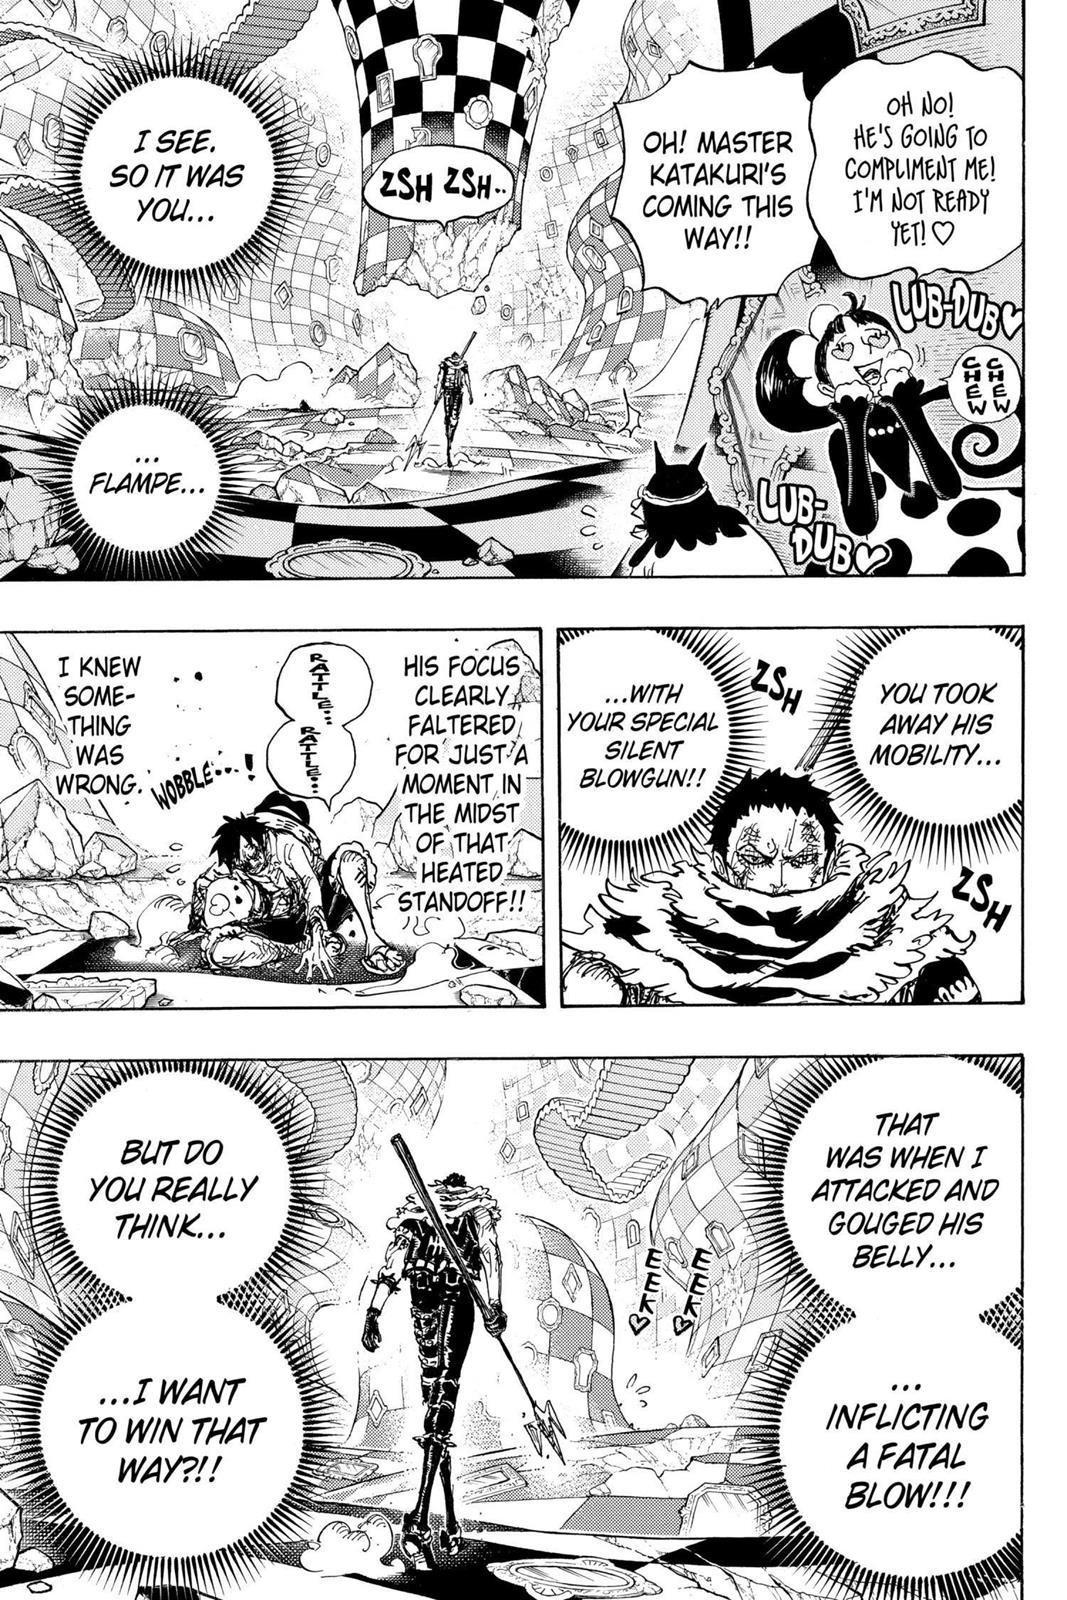 OH NO!
HE'S GOING TO
COMPLIMENT ME!
I'M NOT READY
YET! ♡
OH! MASTER
KATAKURI'S
COMING THIS
WAY!!
LUB-DUB♡
CHEW
CHEW
LUB-
DUB♡
ZSH ZSH..
I SEE.
SO IT WAS
YOU...
...
FLAMPE...
YOU TOOK
AWAY HIS
MOBILITY...
ZSH
...WITH
YOUR SPECIAL
SILENT
BLOWGUN!!
ZSH
HIS FOCUS
CLEARLY
FALTERED
FOR JUST A
MOMENT IN
THE MIDST
OF THAT
HEATED
STANDOFF!!
RATTLE...
RATTLE...
WOBBLE...!
I KNEW
SOME-
THING
WAS
WRONG.
THAT
WAS WHEN I
ATTACKED AND
GOUGED HIS
BELLY...
...
INFLICTING
A FATAL
BLOW!!!
EEK♡
EEK♡
BUT DO
YOU REALLY
THINK...
...I WANT
TO WIN THAT
WAY?!!